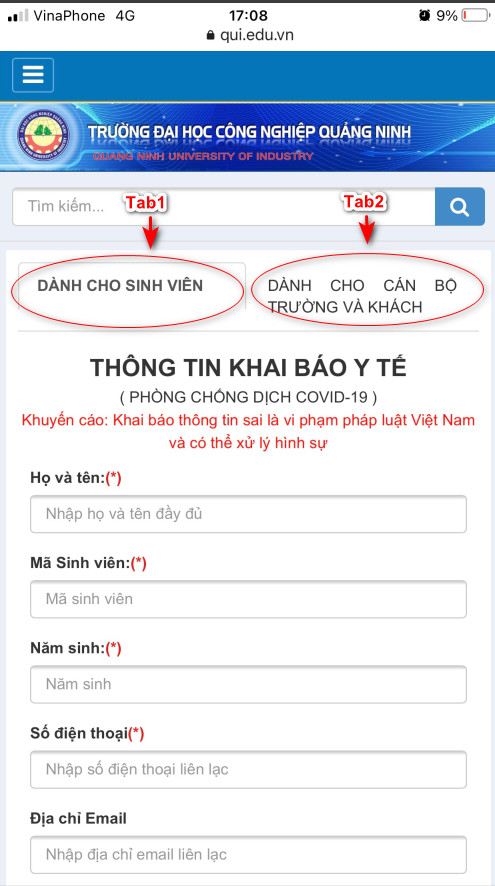 VinaPhone 4G 17:08 9%
qui.edu.vn
TRƯỜNG ĐẠI HỌC CÔNG NGHIỆP QUẢNG NINH
QUANG NINH UNIVERSITY OF INDUSTRY
Tìm kiếm...
Tab1 Tab2
DÀNH CHO SINH VIÊN
DÀNH CHO CÁN BỘ
TRƯỜNG VÀ KHÁCH
THÔNG TIN KHAI BÁO Y TẾ
( PHÒNG CHỐNG DỊCH COVID-19 )
Khuyến cáo: Khai báo thông tin sai là vi phạm pháp luật Việt Nam
và có thể xử lý hình sự
Họ và tên:(*)
Nhập họ và tên đầy đủ
Mã Sinh viên:(*)
Mã sinh viên
Năm sinh:(*)
Năm sinh
Số điện thoại(*)
Nhập số điện thoại liên lạc
Địa chỉ Email
Nhập địa chỉ email liên lạc